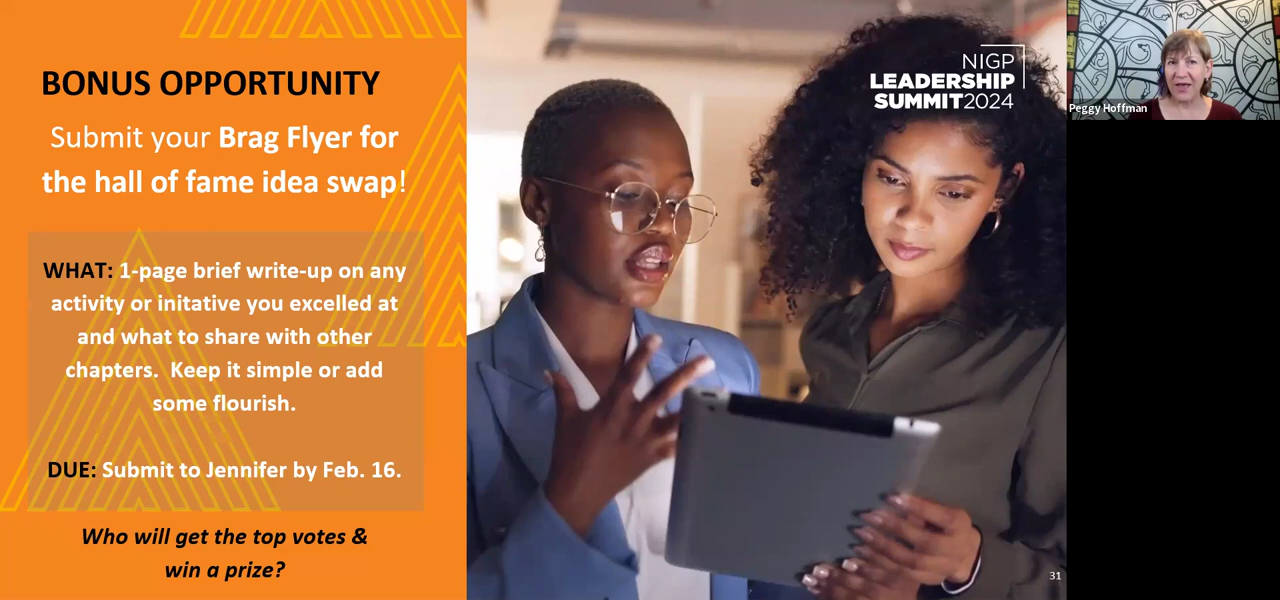 BONUS OPPORTUNITY
Submit your Brag Flyer for
the hall of fame idea swap!
WHAT: 1-page brief write-up on any
activity or initative you excelled at
and what to share with other
chapters.  Keep it simple or add
some flourish.
DUE: Submit to Jennifer by Feb. 16.
Who will get the top votes &
win a prize?
NIGP
LEADERSHIP
SUMMIT2024
31
Peggy Hoffman